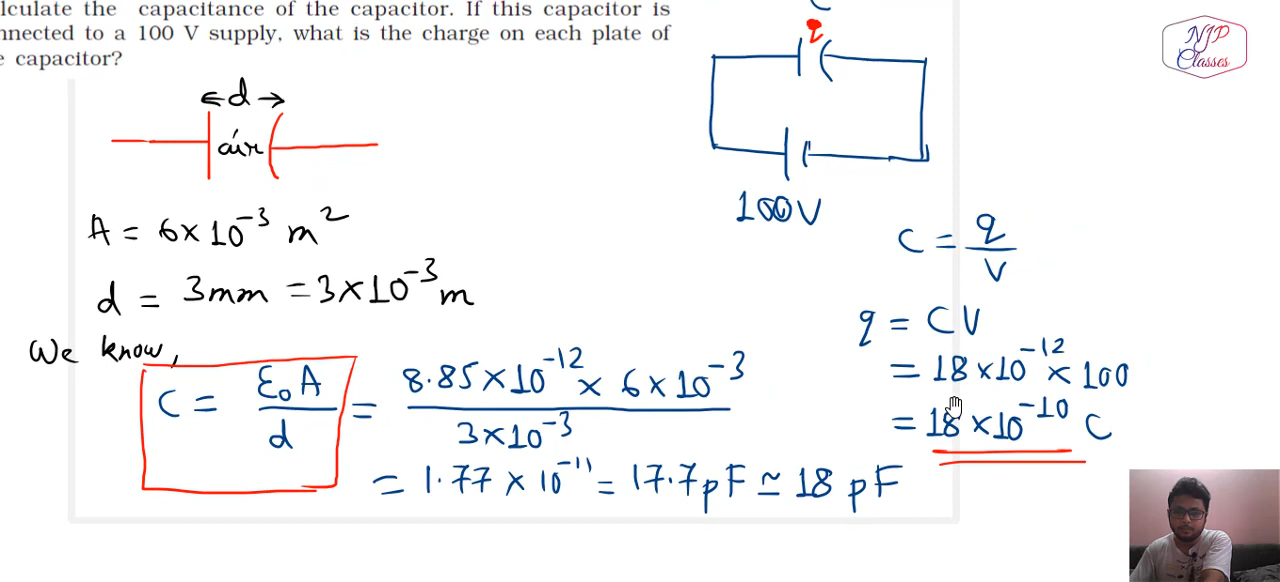 lculate the capacitance of the capacitor. If this capacitor is
nnected to a 100 V supply, what is the charge on each plate of
e capacitor?
q
NJP
Classes
← d →
air
100V
A = 6×10⁻³ m²
C = q/V
d = 3mm = 3×10⁻³ m
q = CV
We know,
= 18×10⁻¹² × 100
C = ε₀A/d = 8.85×10⁻¹² × 6×10⁻³ / 3×10⁻³
= 18×10⁻¹⁰ C
= 1.77 × 10⁻¹¹ = 17.7pF ≃ 18 pF